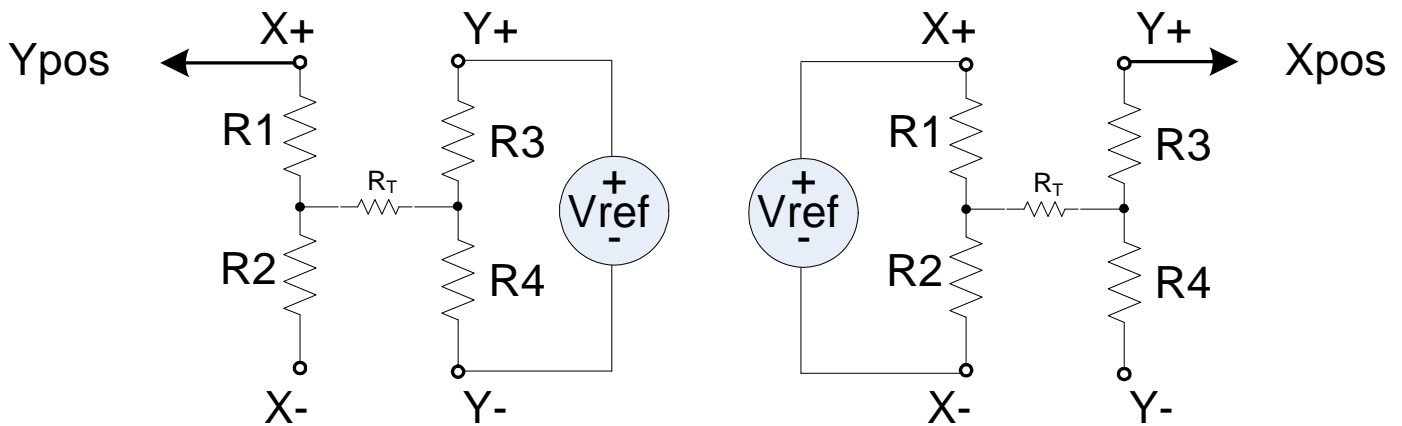 Ypos X+ Y+ X+ Y+ Xpos
R1 R3 R1 R3
RT RT
+ +
Vref Vref
- -
R2 R4 R2 R4
X- Y- X- Y-